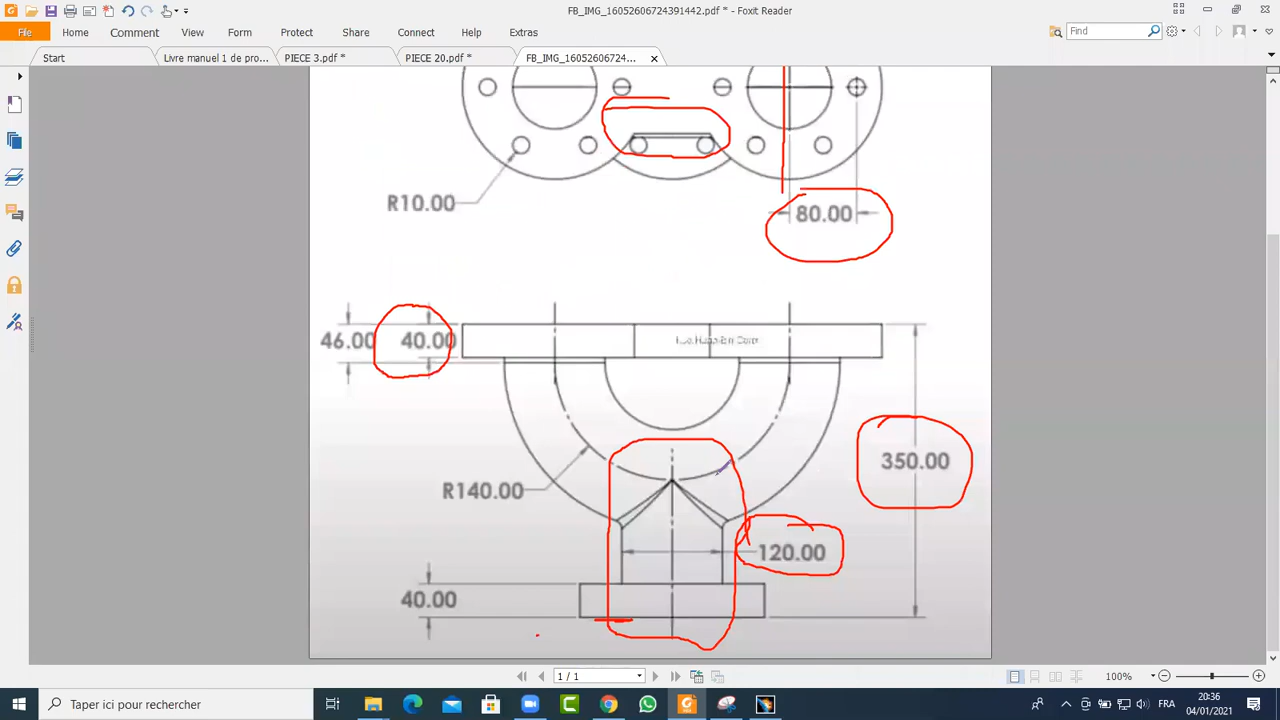 FB_IMG_16052606724391442.pdf * - Foxit Reader
File Home Comment View Form Protect Share Connect Help Extras
Find
Start
Livre manuel 1 de pro...
PIECE 3.pdf *
PIECE 20.pdf *
FB_IMG_16052606724...
R10.00
80.00
46.00 40.00
350.00
R140.00
120.00
40.00
1 / 1
100%
Taper ici pour rechercher
FRA
20:36
04/01/2021